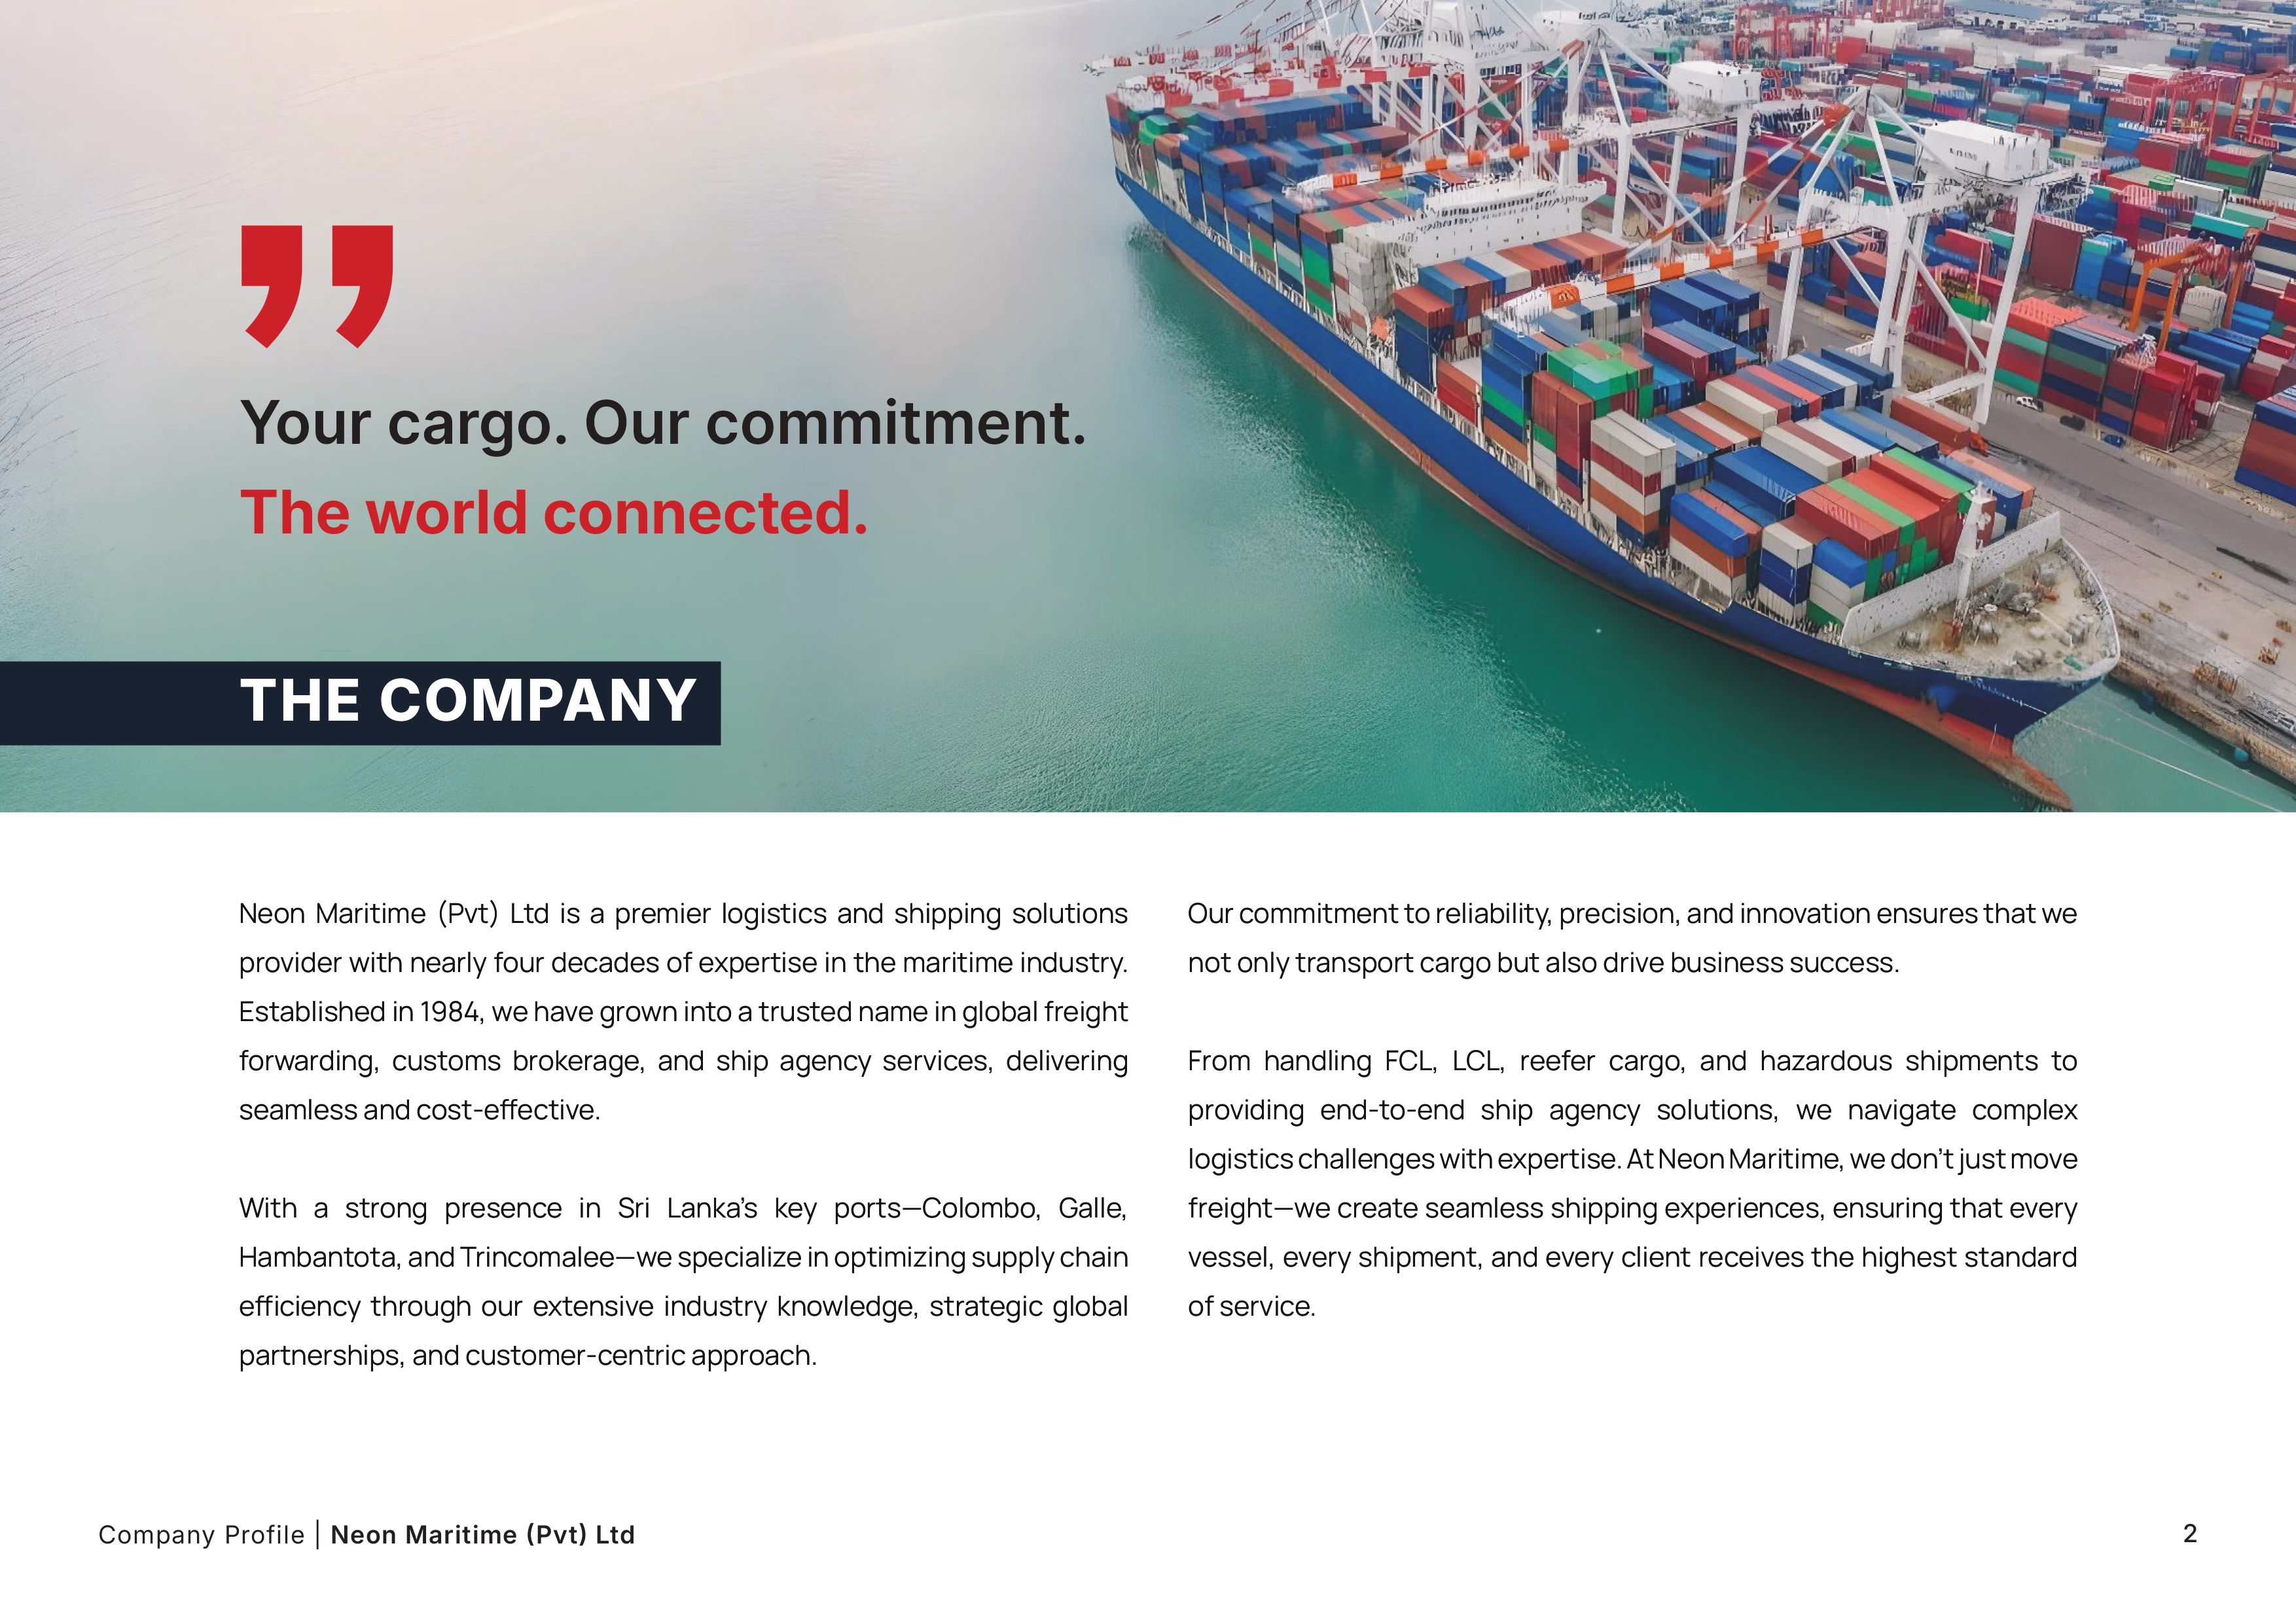 Your cargo. Our commitment.
The world connected.
THE COMPANY
Neon Maritime (Pvt) Ltd is a premier logistics and shipping solutions
provider with nearly four decades of expertise in the maritime industry.
Established in 1984, we have grown into a trusted name in global freight
forwarding, customs brokerage, and ship agency services, delivering
seamless and cost-effective.
With a strong presence in Sri Lanka’s key ports—Colombo, Galle,
Hambantota, and Trincomalee—we specialize in optimizing supply chain
efficiency through our extensive industry knowledge, strategic global
partnerships, and customer-centric approach.
Our commitment to reliability, precision, and innovation ensures that we
not only transport cargo but also drive business success.
From handling FCL, LCL, reefer cargo, and hazardous shipments to
providing end-to-end ship agency solutions, we navigate complex
logistics challenges with expertise. At Neon Maritime, we don’t just move
freight—we create seamless shipping experiences, ensuring that every
vessel, every shipment, and every client receives the highest standard
of service.
Company Profile | Neon Maritime (Pvt) Ltd
2